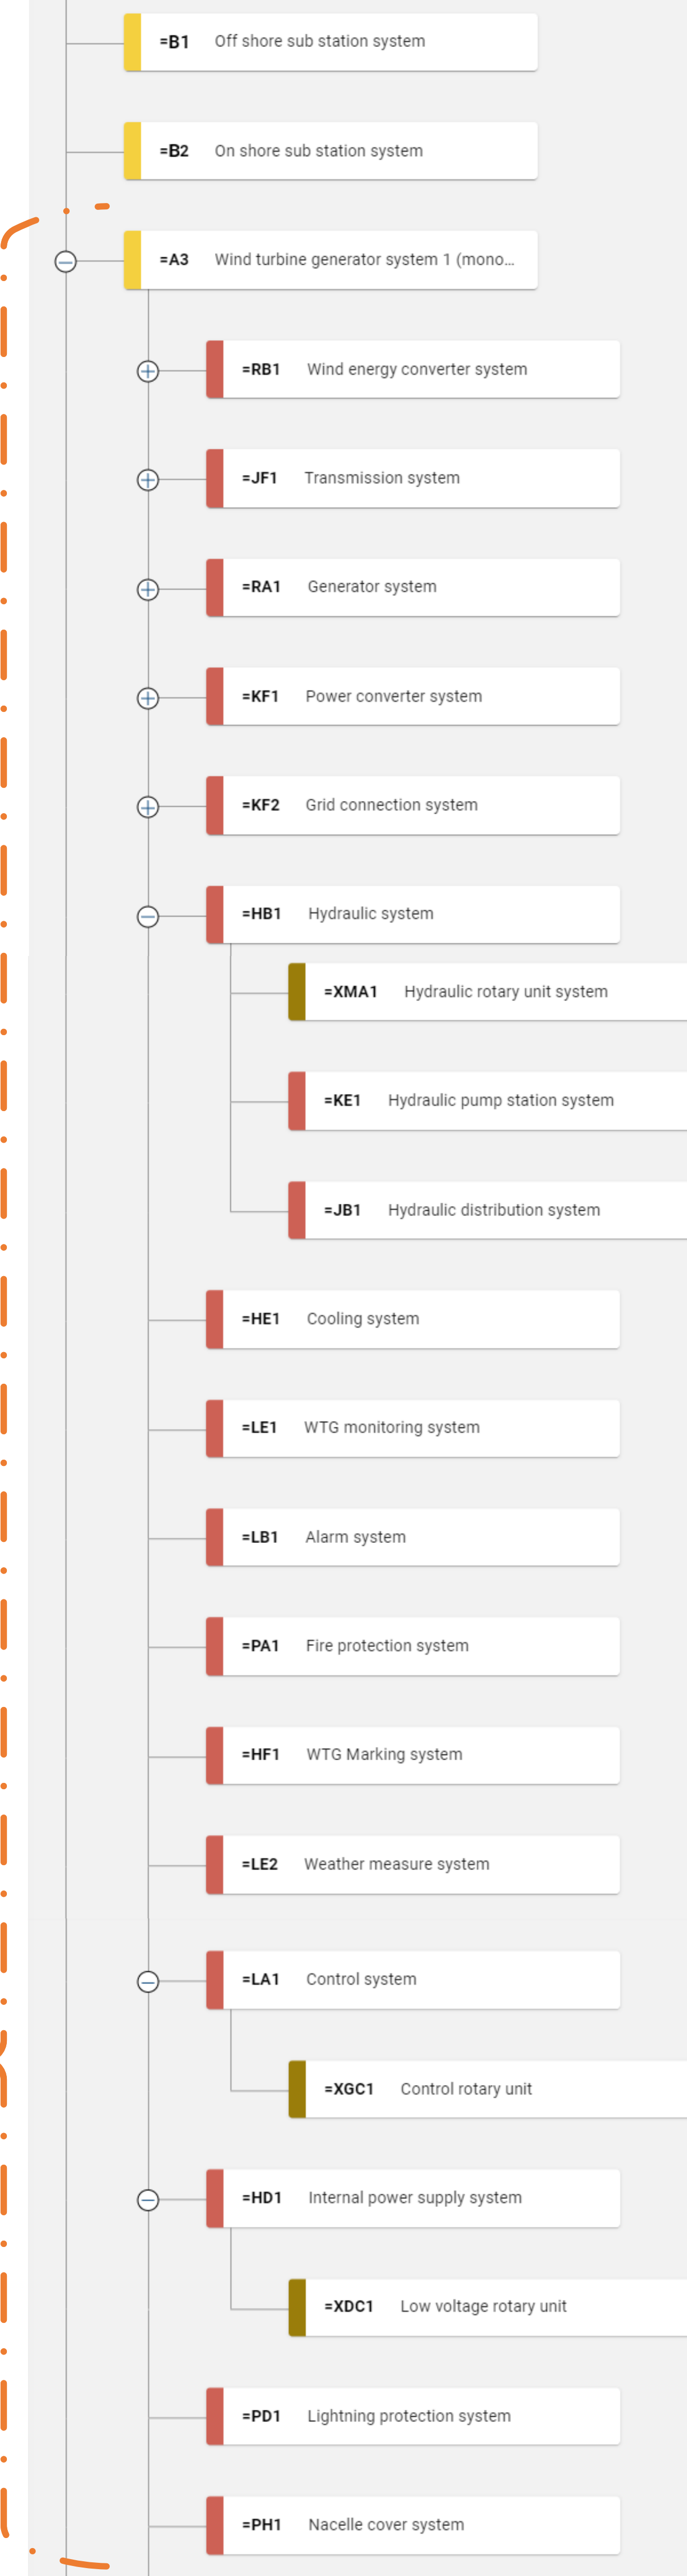 =B1 Off shore sub station system
=B2 On shore sub station system
=A3 Wind turbine generator system 1 (mono...
=RB1 Wind energy converter system
=JF1 Transmission system
=RA1 Generator system
=KF1 Power converter system
=KF2 Grid connection system
=HB1 Hydraulic system
=XMA1 Hydraulic rotary unit system
=KE1 Hydraulic pump station system
=JB1 Hydraulic distribution system
=HE1 Cooling system
=LE1 WTG monitoring system
=LB1 Alarm system
=PA1 Fire protection system
=HF1 WTG Marking system
=LE2 Weather measure system
=LA1 Control system
=XGC1 Control rotary unit
=HD1 Internal power supply system
=XDC1 Low voltage rotary unit
=PD1 Lightning protection system
=PH1 Nacelle cover system